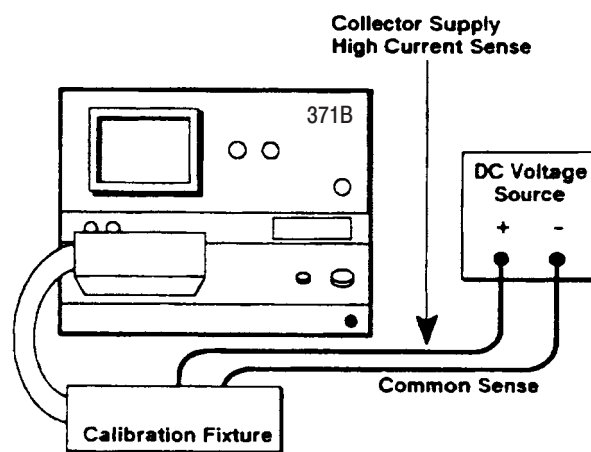 Collector Supply
High Current Sense
371B
DC Voltage
Source
+ -
Common Sense
Calibration Fixture